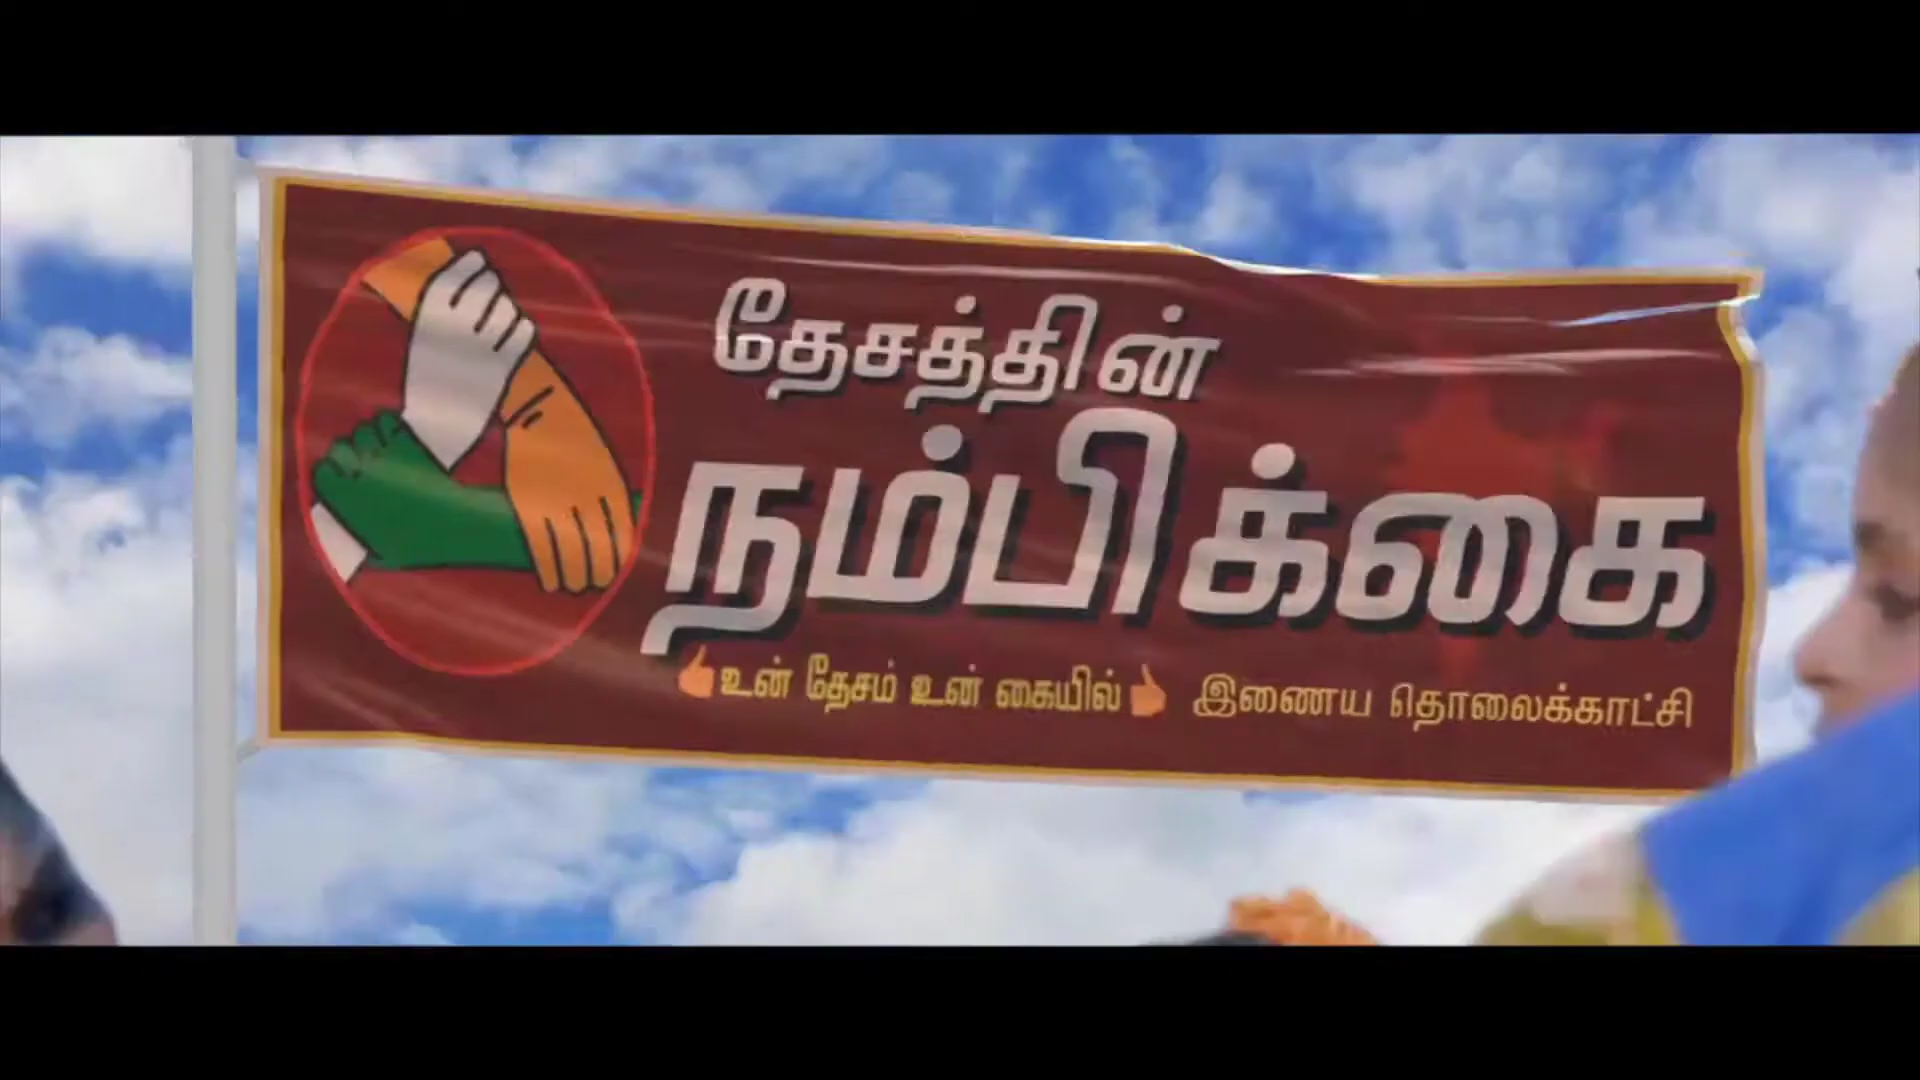 தேசத்தின்
நம்பிக்கை
உன் தேசம் உன் கையில் இணைய தொலைக்காட்சி